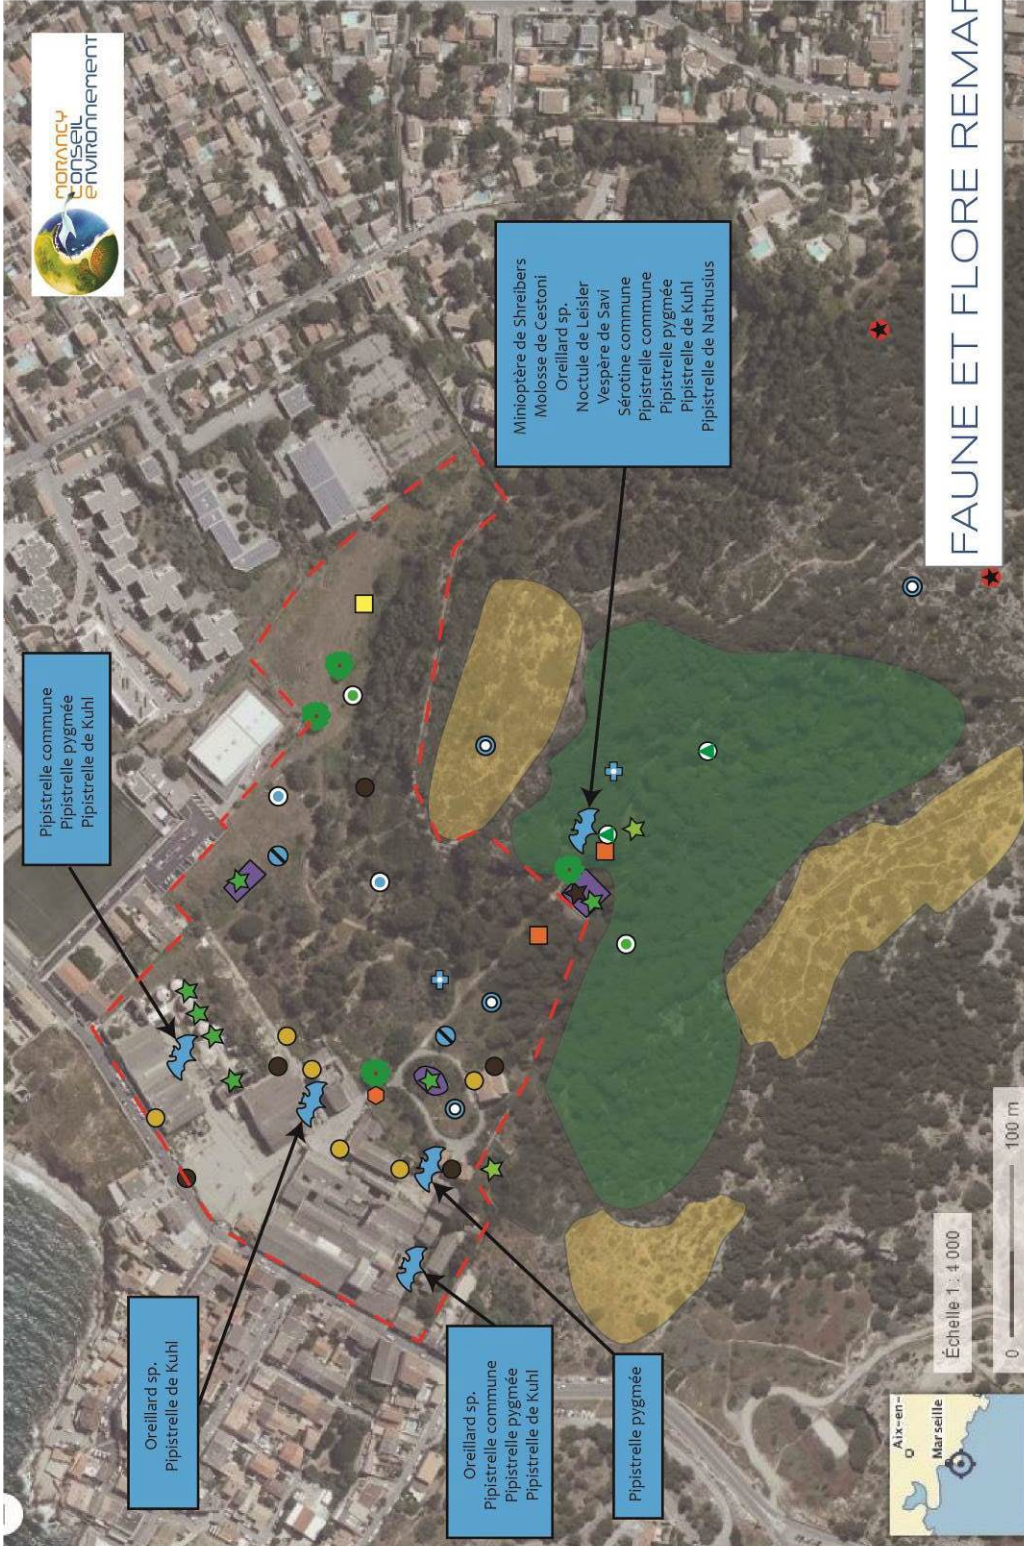 MORANCY
CONSEIL
ENVIRONNEMENT
Pipistrelle commune
Pipistrelle pygmée
Pipistrelle de Kuhl
Oreillard sp.
Pipistrelle de Kuhl
Oreillard sp.
Pipistrelle commune
Pipistrelle pygmée
Pipistrelle de Kuhl
Pipistrelle pygmée
Minioptère de Shreibers
Molosse de Cestoni
Oreillard sp.
Noctule de Leisler
Vespère de Savi
Sérotine commune
Pipistrelle commune
Pipistrelle pygmée
Pipistrelle de Kuhl
Pipistrelle de Nathusius
Aix-en-
Marseille
Échelle 1 : 4 000
0 100 m
FAUNE ET FLORE REMAR